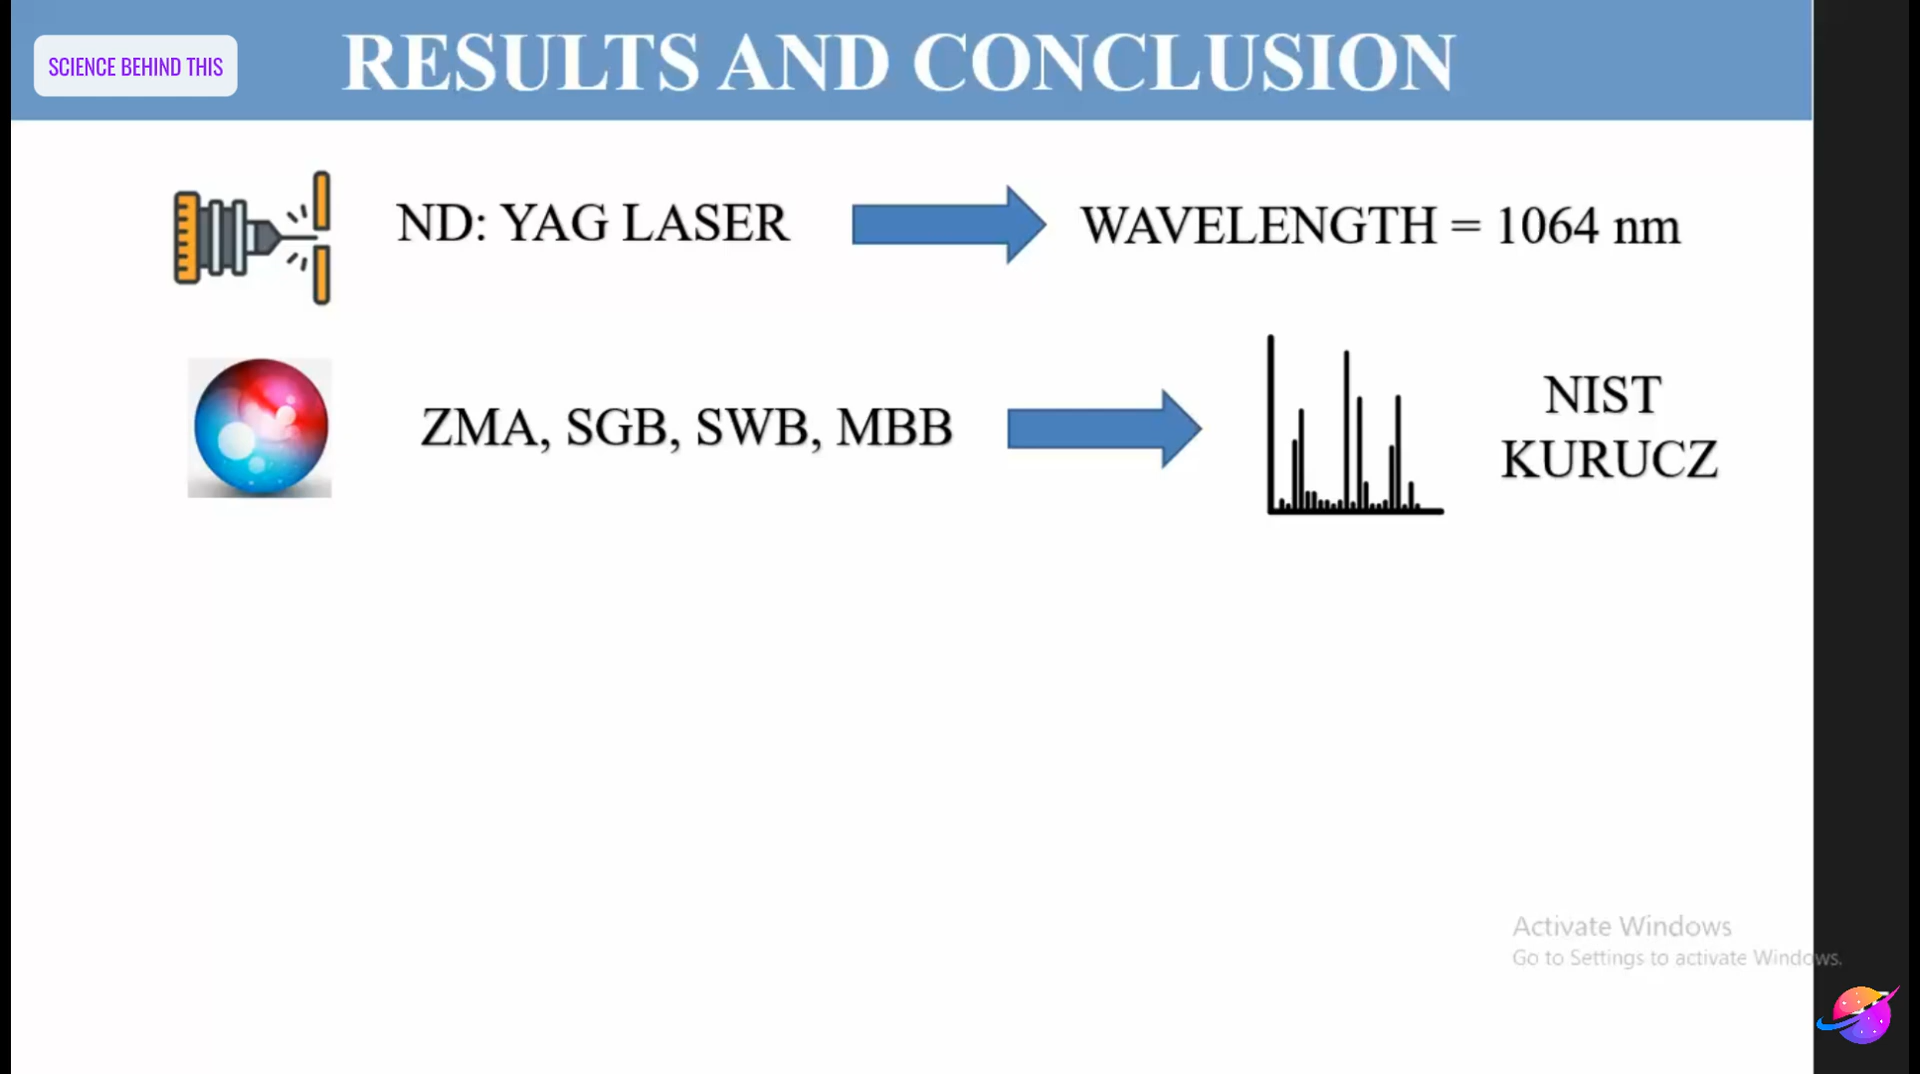 SCIENCE BEHIND THIS
RESULTS AND CONCLUSION
ND: YAG LASER
WAVELENGTH = 1064 nm
ZMA, SGB, SWB, MBB
NIST
KURUCZ
Activate Windows
Go to Settings to activate Windows.